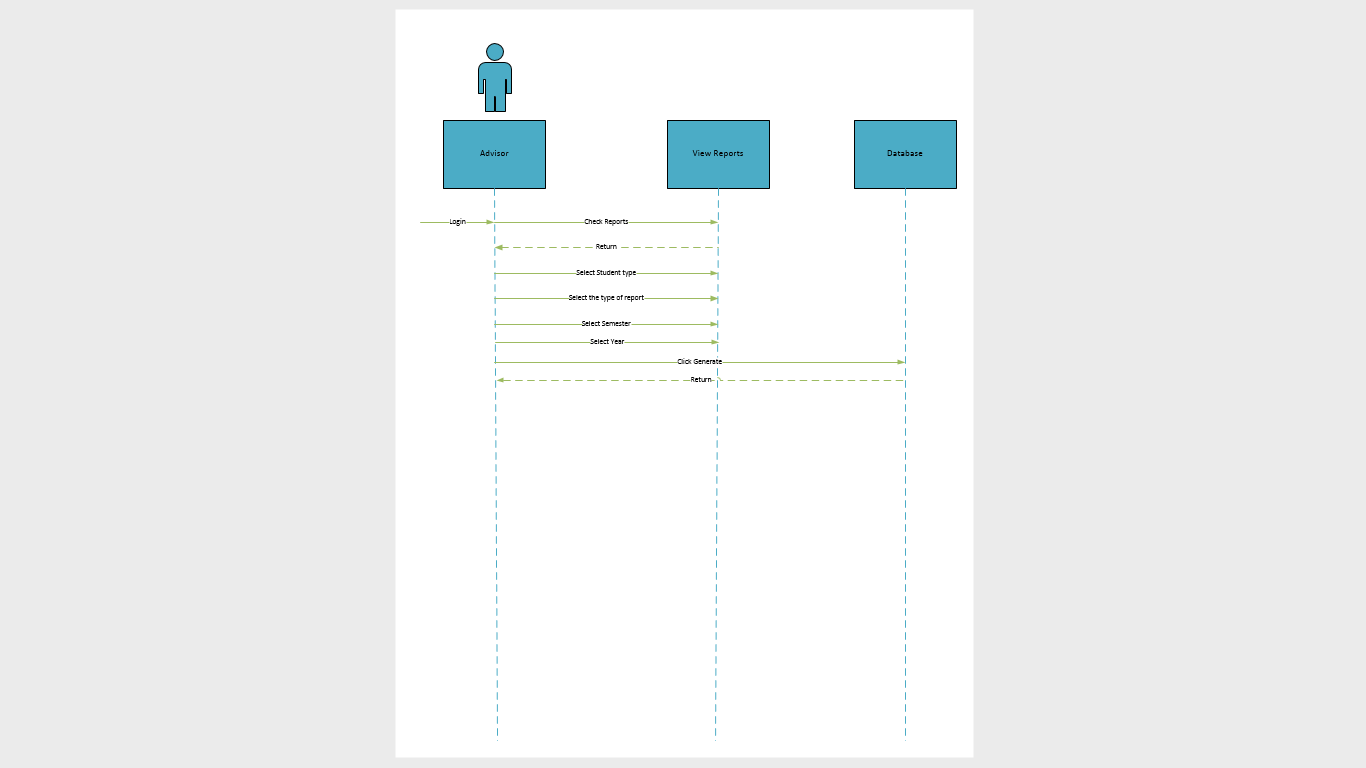 Advisor
View Reports
Database
Login
Check Reports
Return
Select Student type
Select the type of report
Select Semester
Select Year
Click Generate
Return